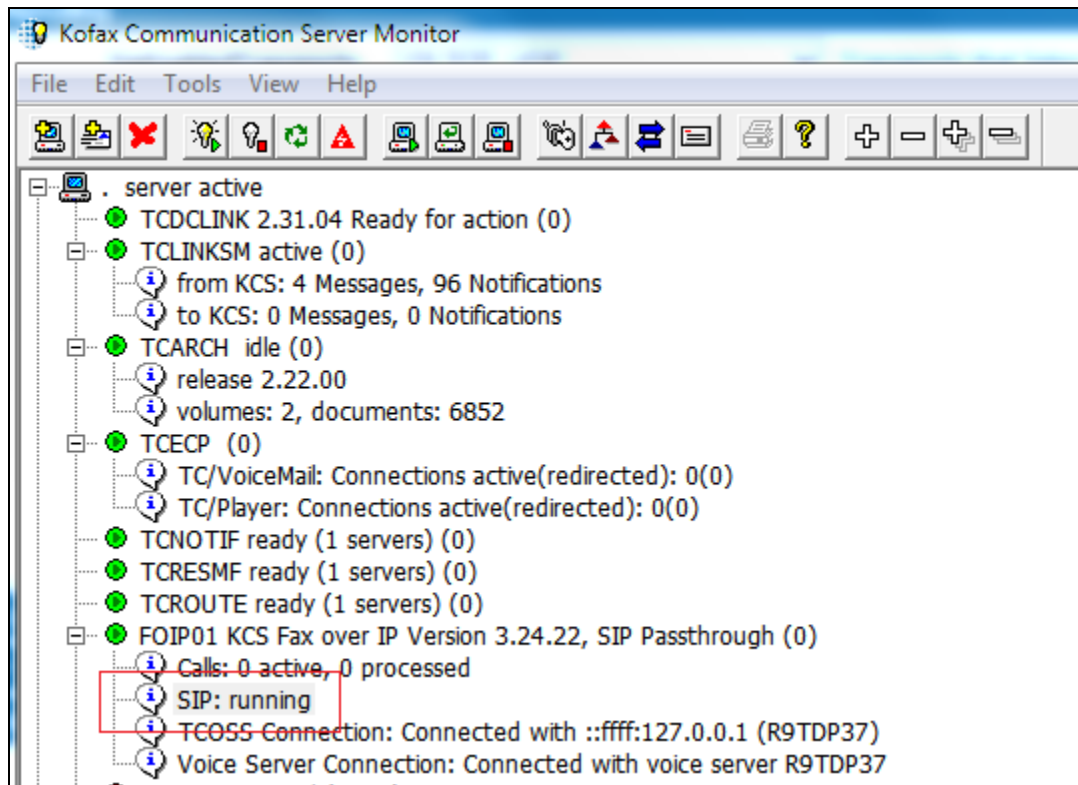 Kofax Communication Server Monitor
File Edit Tools View Help
. server active
TCDCLINK 2.31.04 Ready for action (0)
TCLINKSM active (0)
from KCS: 4 Messages, 96 Notifications
to KCS: 0 Messages, 0 Notifications
TCARCH idle (0)
release 2.22.00
volumes: 2, documents: 6852
TCECP (0)
TC/VoiceMail: Connections active(redirected): 0(0)
TC/Player: Connections active(redirected): 0(0)
TCNOTIF ready (1 servers) (0)
TCRESMF ready (1 servers) (0)
TCROUTE ready (1 servers) (0)
FOIP01 KCS Fax over IP Version 3.24.22, SIP Passthrough (0)
Calls: 0 active, 0 processed
SIP: running
TCOSS Connection: Connected with ::ffff:127.0.0.1 (R9TDP37)
Voice Server Connection: Connected with voice server R9TDP37